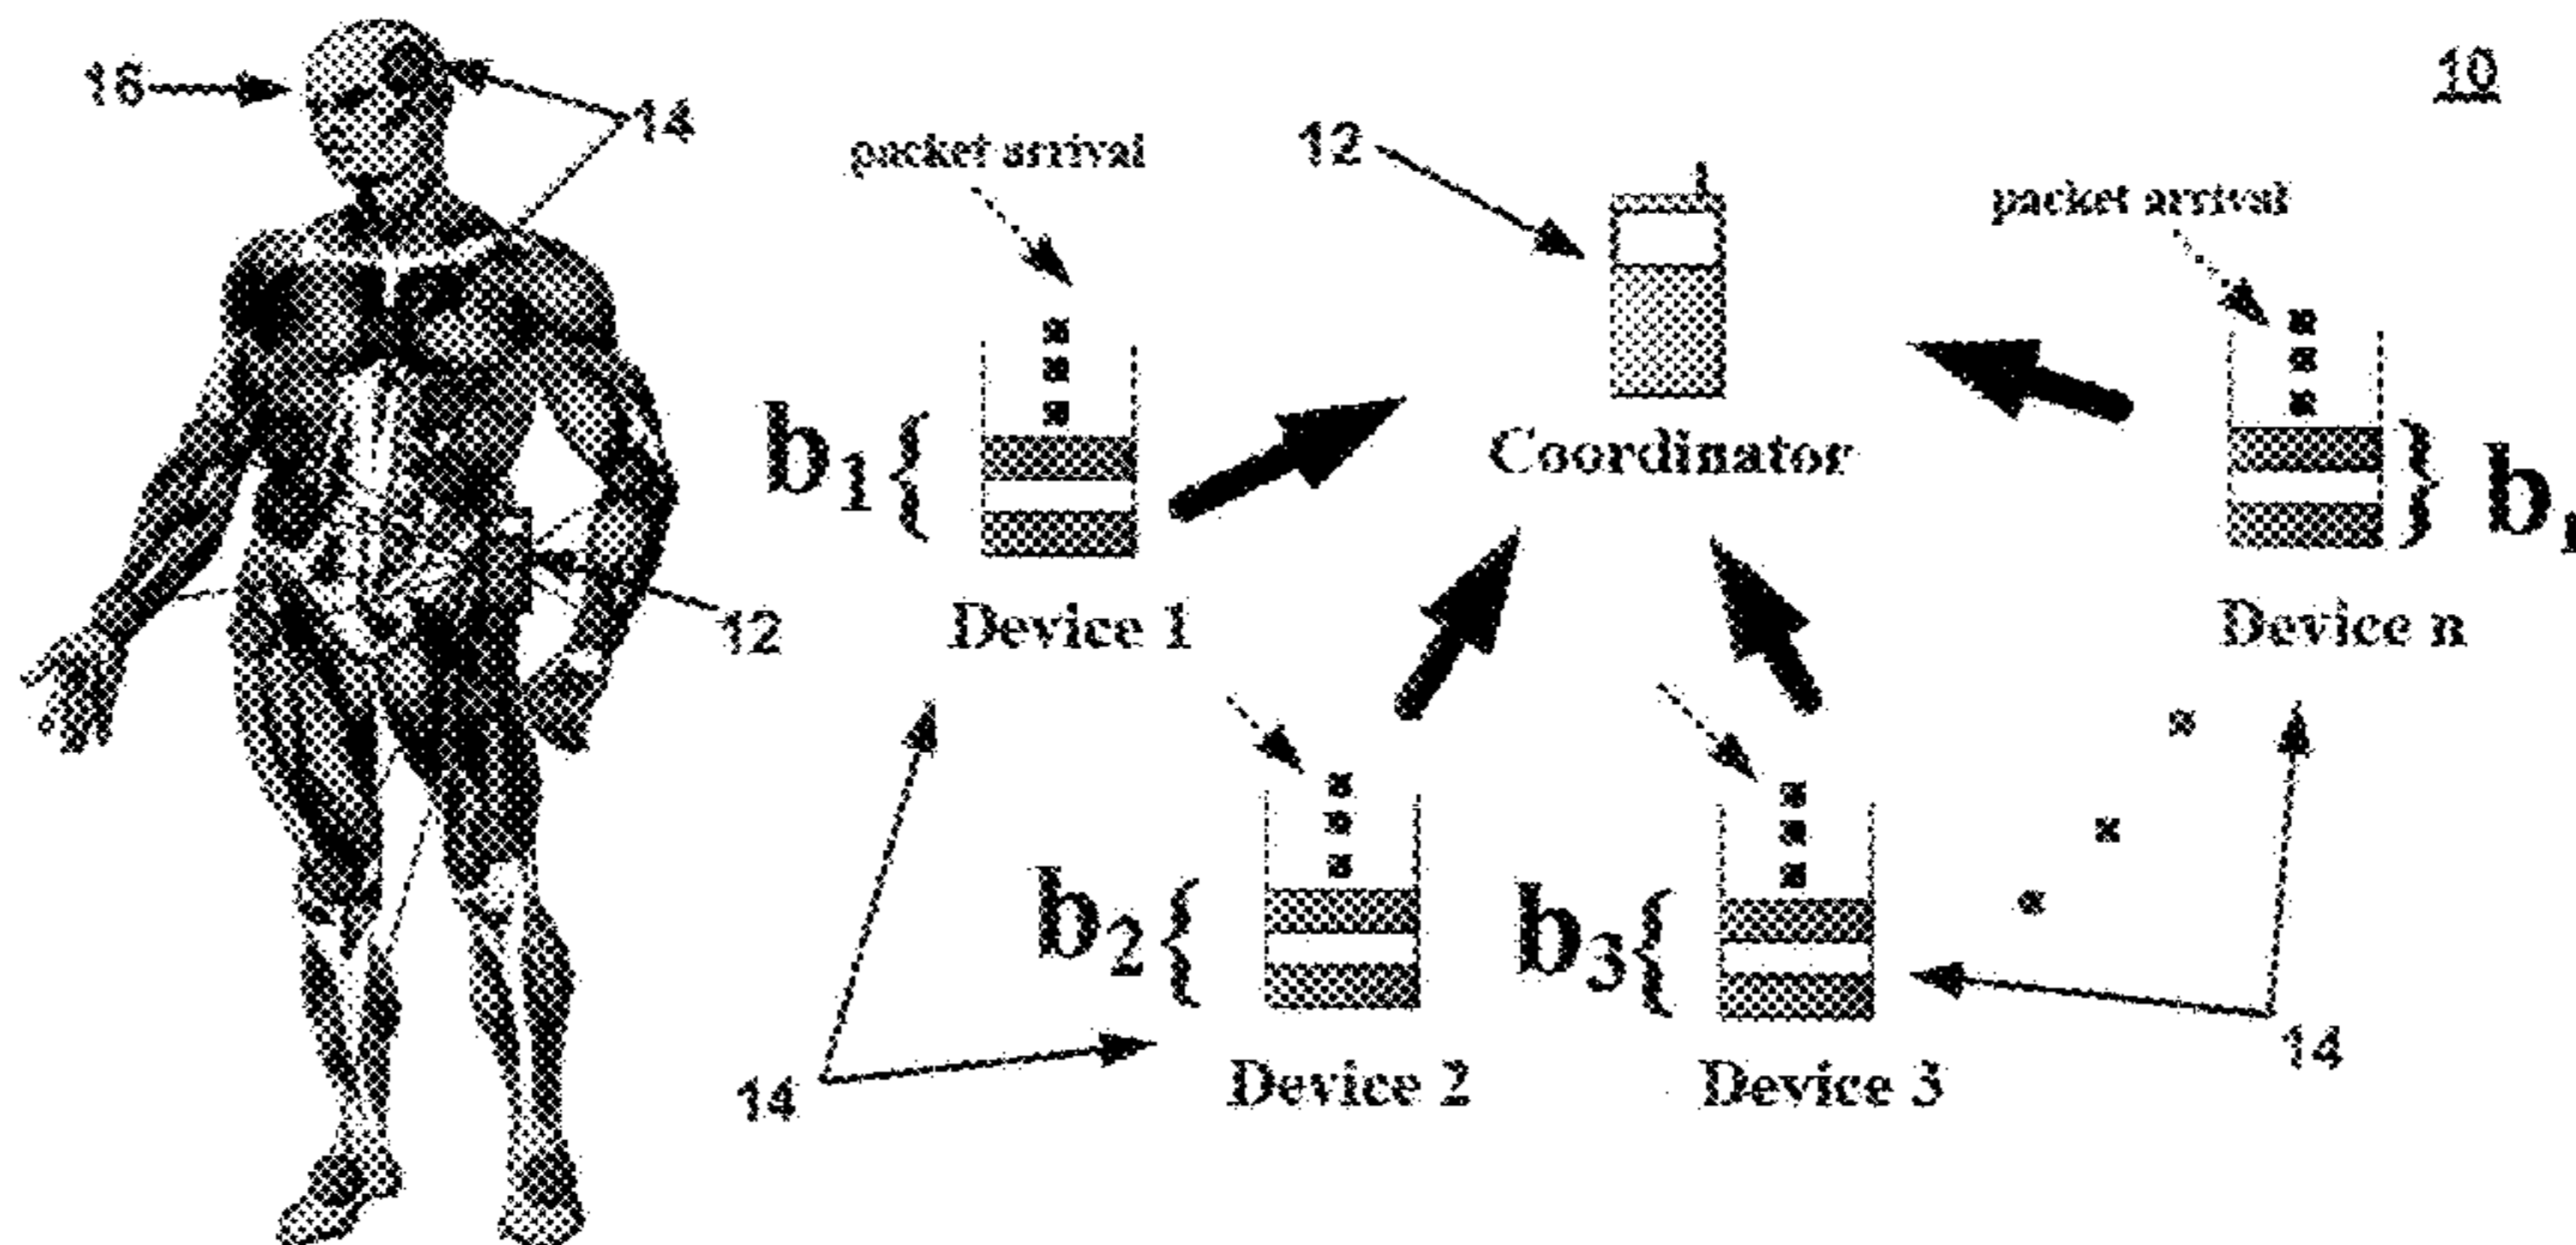 10
16
14
packet arrival
12
packet arrival
b1
Coordinator
Device 1
Device n
12
b2
b3
14
14
Device 2
Device 3